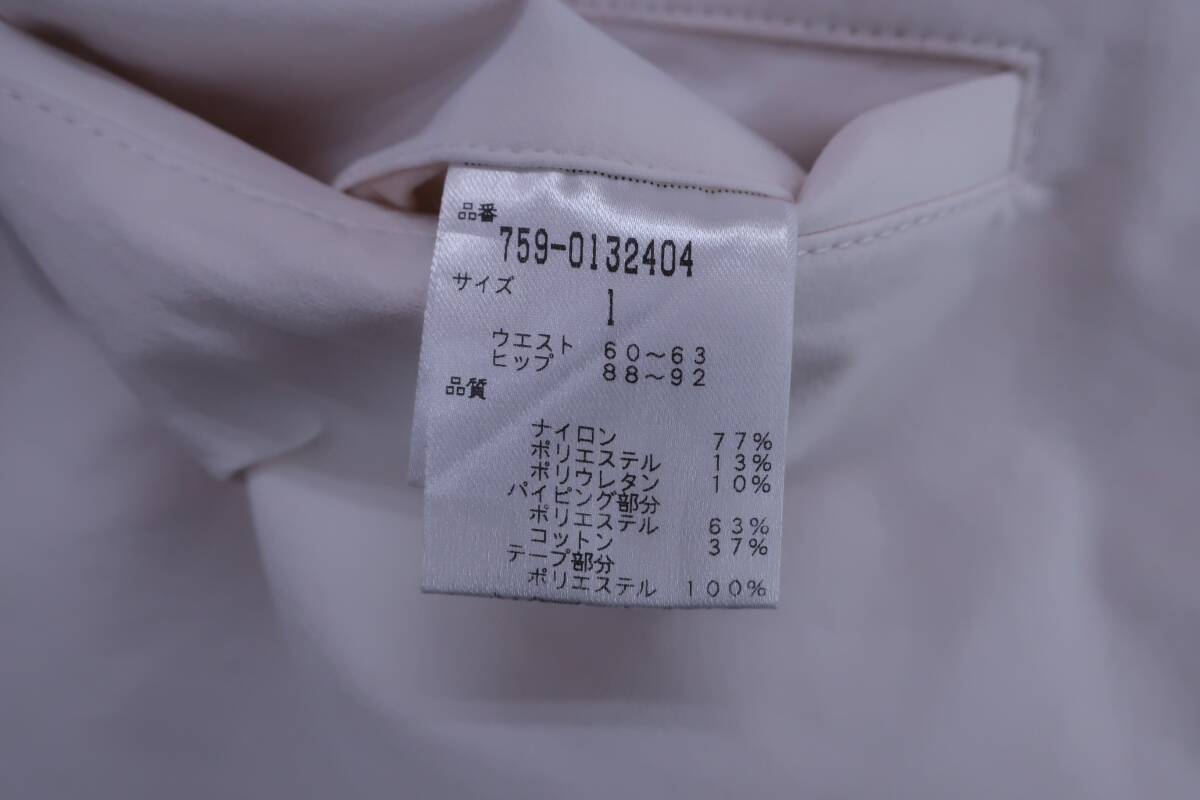 品番
759-0132404
サイズ
1
ウエスト 60~63
ヒップ 88~92
品質
ナイロン 77%
ポリエステル 13%
ポリウレタン 10%
パイピング部分
ポリエステル 63%
コットン 37%
テープ部分
ポリエステル 100%